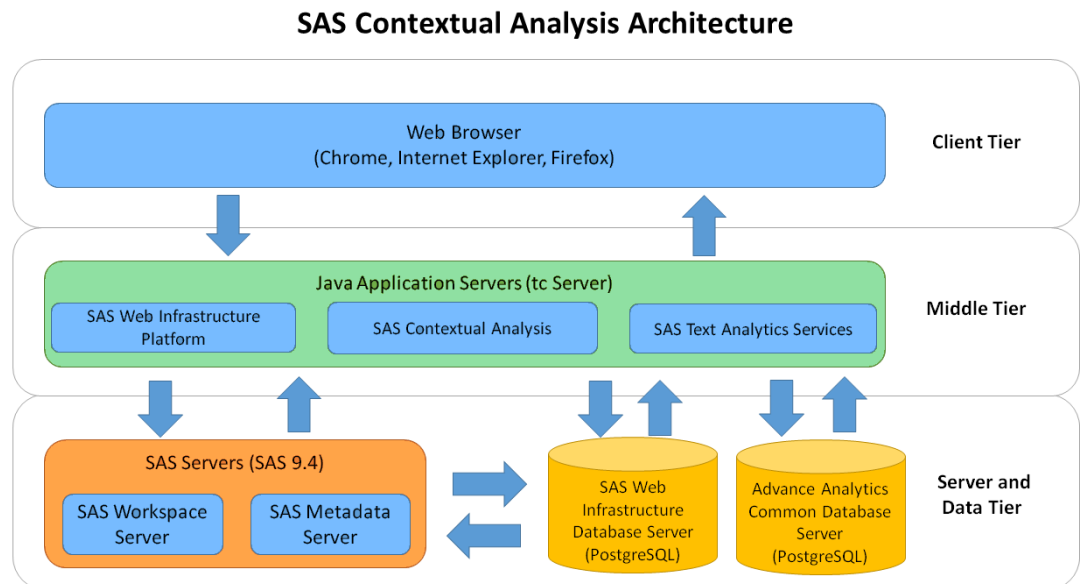 SAS Contextual Analysis Architecture
Web Browser
(Chrome, Internet Explorer, Firefox)
Client Tier
Java Application Servers (tc Server)
SAS Web Infrastructure
Platform
SAS Contextual Analysis
SAS Text Analytics Services
Middle Tier
SAS Servers (SAS 9.4)
SAS Workspace
Server
SAS Metadata
Server
SAS Web
Infrastructure
Database Server
(PostgreSQL)
Advance Analytics
Common Database
Server
(PostgreSQL)
Server and
Data Tier